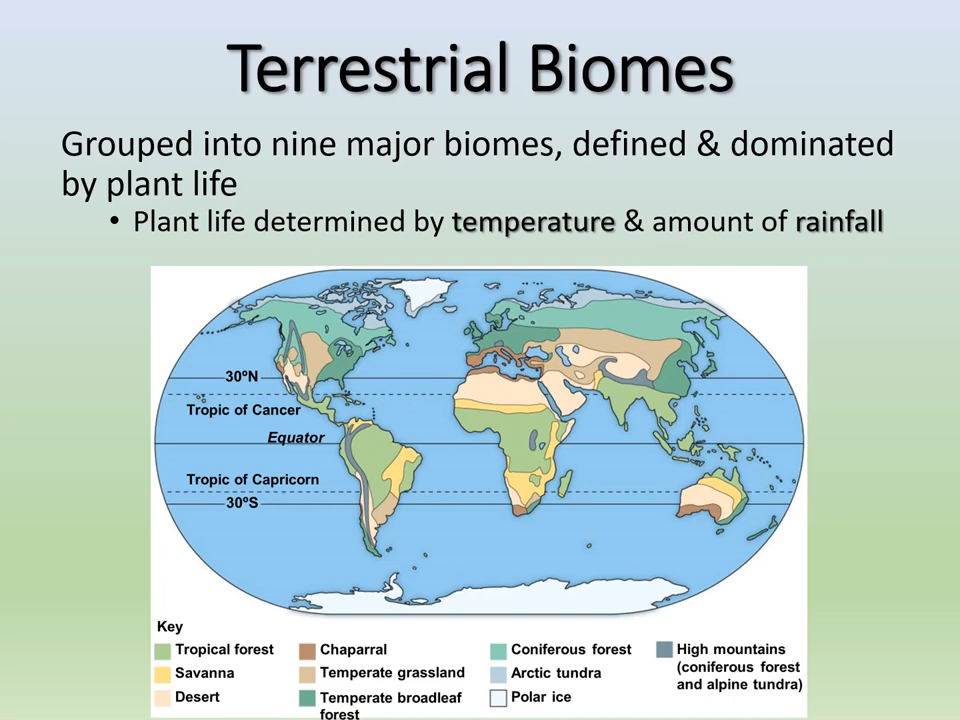 Terrestrial Biomes
Grouped into nine major biomes, defined & dominated
by plant life
• Plant life determined by temperature & amount of rainfall
30ºN
Tropic of Cancer
Equator
Tropic of Capricorn
30ºS
Key
Tropical forest
Savanna
Desert
Chaparral
Temperate grassland
Temperate broadleaf
forest
Coniferous forest
Arctic tundra
Polar ice
High mountains
(coniferous forest
and alpine tundra)